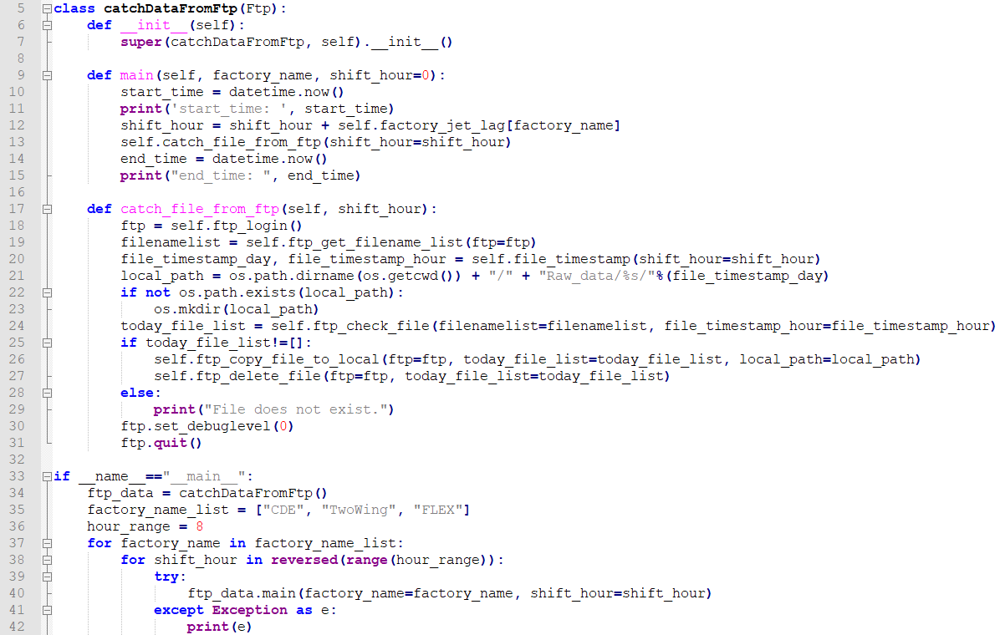 5 class catchDataFromFtp(Ftp):
6     def __init__(self):
7         super(catchDataFromFtp, self).__init__()
8
9     def main(self, factory_name, shift_hour=0):
10         start_time = datetime.now()
11         print('start_time: ', start_time)
12         shift_hour = shift_hour + self.factory_jet_lag[factory_name]
13         self.catch_file_from_ftp(shift_hour=shift_hour)
14         end_time = datetime.now()
15         print("end_time: ", end_time)
16
17     def catch_file_from_ftp(self, shift_hour):
18         ftp = self.ftp_login()
19         filenamelist = self.ftp_get_filename_list(ftp=ftp)
20         file_timestamp_day, file_timestamp_hour = self.file_timestamp(shift_hour=shift_hour)
21         local_path = os.path.dirname(os.getcwd()) + "/" + "Raw_data/%s/"%(file_timestamp_day)
22         if not os.path.exists(local_path):
23             os.mkdir(local_path)
24         today_file_list = self.ftp_check_file(filenamelist=filenamelist, file_timestamp_hour=file_timestamp_hour)
25         if today_file_list!=[]:
26             self.ftp_copy_file_to_local(ftp=ftp, today_file_list=today_file_list, local_path=local_path)
27             self.ftp_delete_file(ftp=ftp, today_file_list=today_file_list)
28         else:
29             print("File does not exist.")
30         ftp.set_debuglevel(0)
31         ftp.quit()
32
33 if __name__=="__main__":
34     ftp_data = catchDataFromFtp()
35     factory_name_list = ["CDE", "TwoWing", "FLEX"]
36     hour_range = 8
37     for factory_name in factory_name_list:
38         for shift_hour in reversed(range(hour_range)):
39             try:
40                 ftp_data.main(factory_name=factory_name, shift_hour=shift_hour)
41             except Exception as e:
42                 print(e)